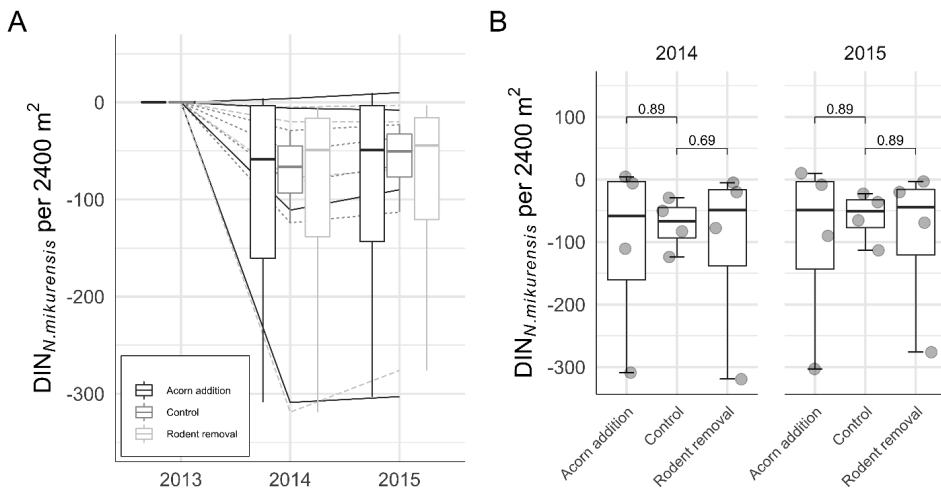 A
DIN N.mikurensis per 2400 m²
0
-100
-200
-300
Acorn addition
Control
Rodent removal
2013
2014
2015
B
DIN N.mikurensis per 2400 m²
2014
2015
100
0
-100
-200
-300
0.89
0.69
0.89
0.89
Acorn addition
Control
Rodent removal
Acorn addition
Control
Rodent removal